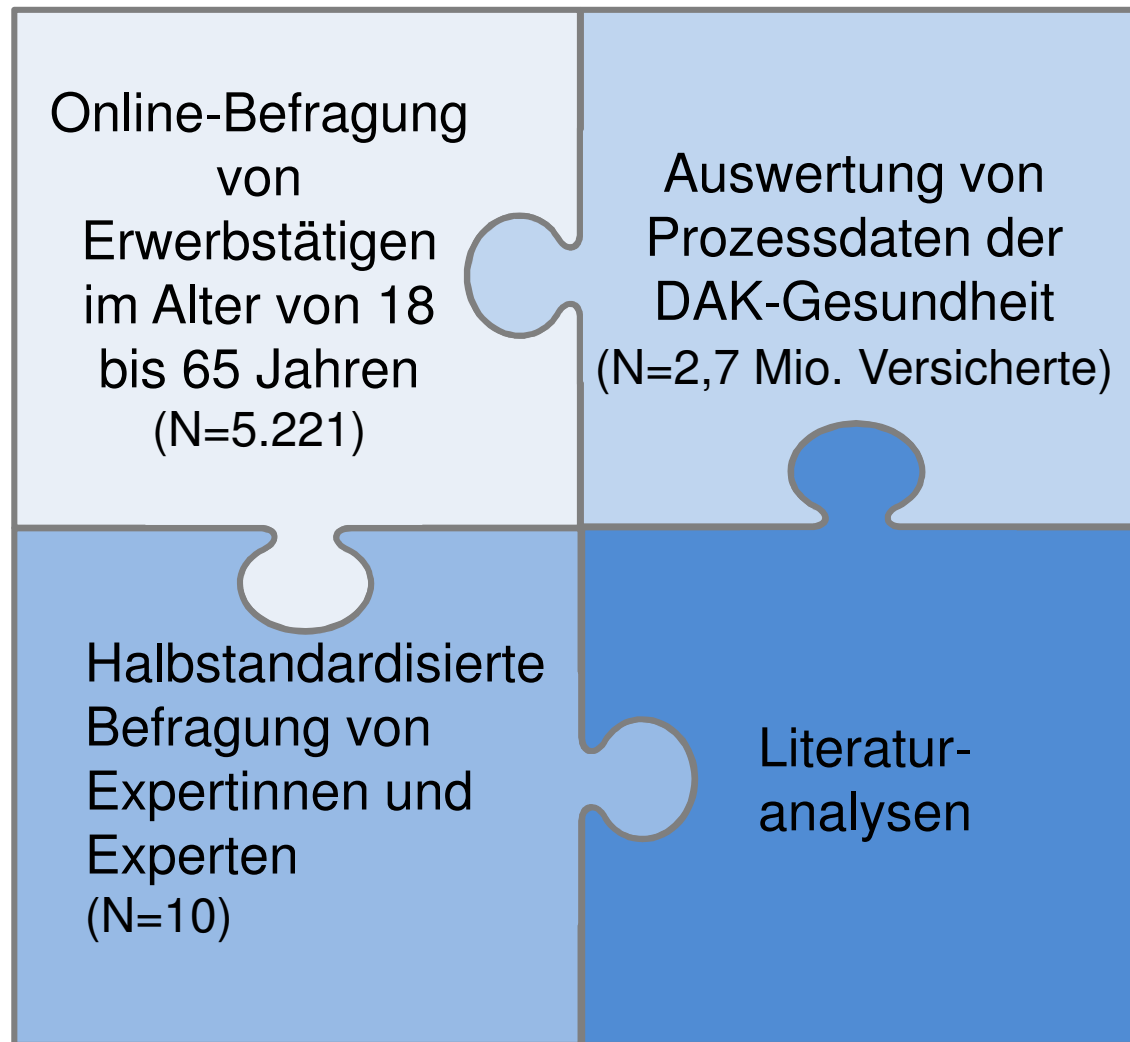 Online-Befragung
von
Erwerbstätigen
im Alter von 18
bis 65 Jahren
(N=5.221)
Auswertung von
Prozessdaten der
DAK-Gesundheit
(N=2,7 Mio. Versicherte)
Halbstandardisierte
Befragung von
Expertinnen und
Experten
(N=10)
Literatur-
analysen